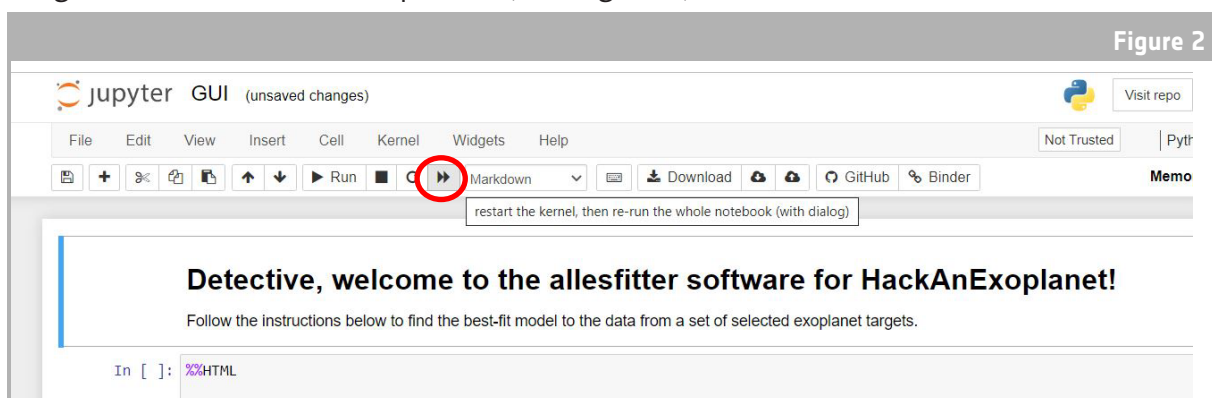 Figure 2
jupyter GUI (unsaved changes)
Visit repo
File Edit View Insert Cell Kernel Widgets Help
Not Trusted
Run Markdown Download GitHub Binder
restart the kernel, then re-run the whole notebook (with dialog)
Detective, welcome to the allesfitter software for HackAnExoplanet!
Follow the instructions below to find the best-fit model to the data from a set of selected exoplanet targets.
In [ ]: %%HTML